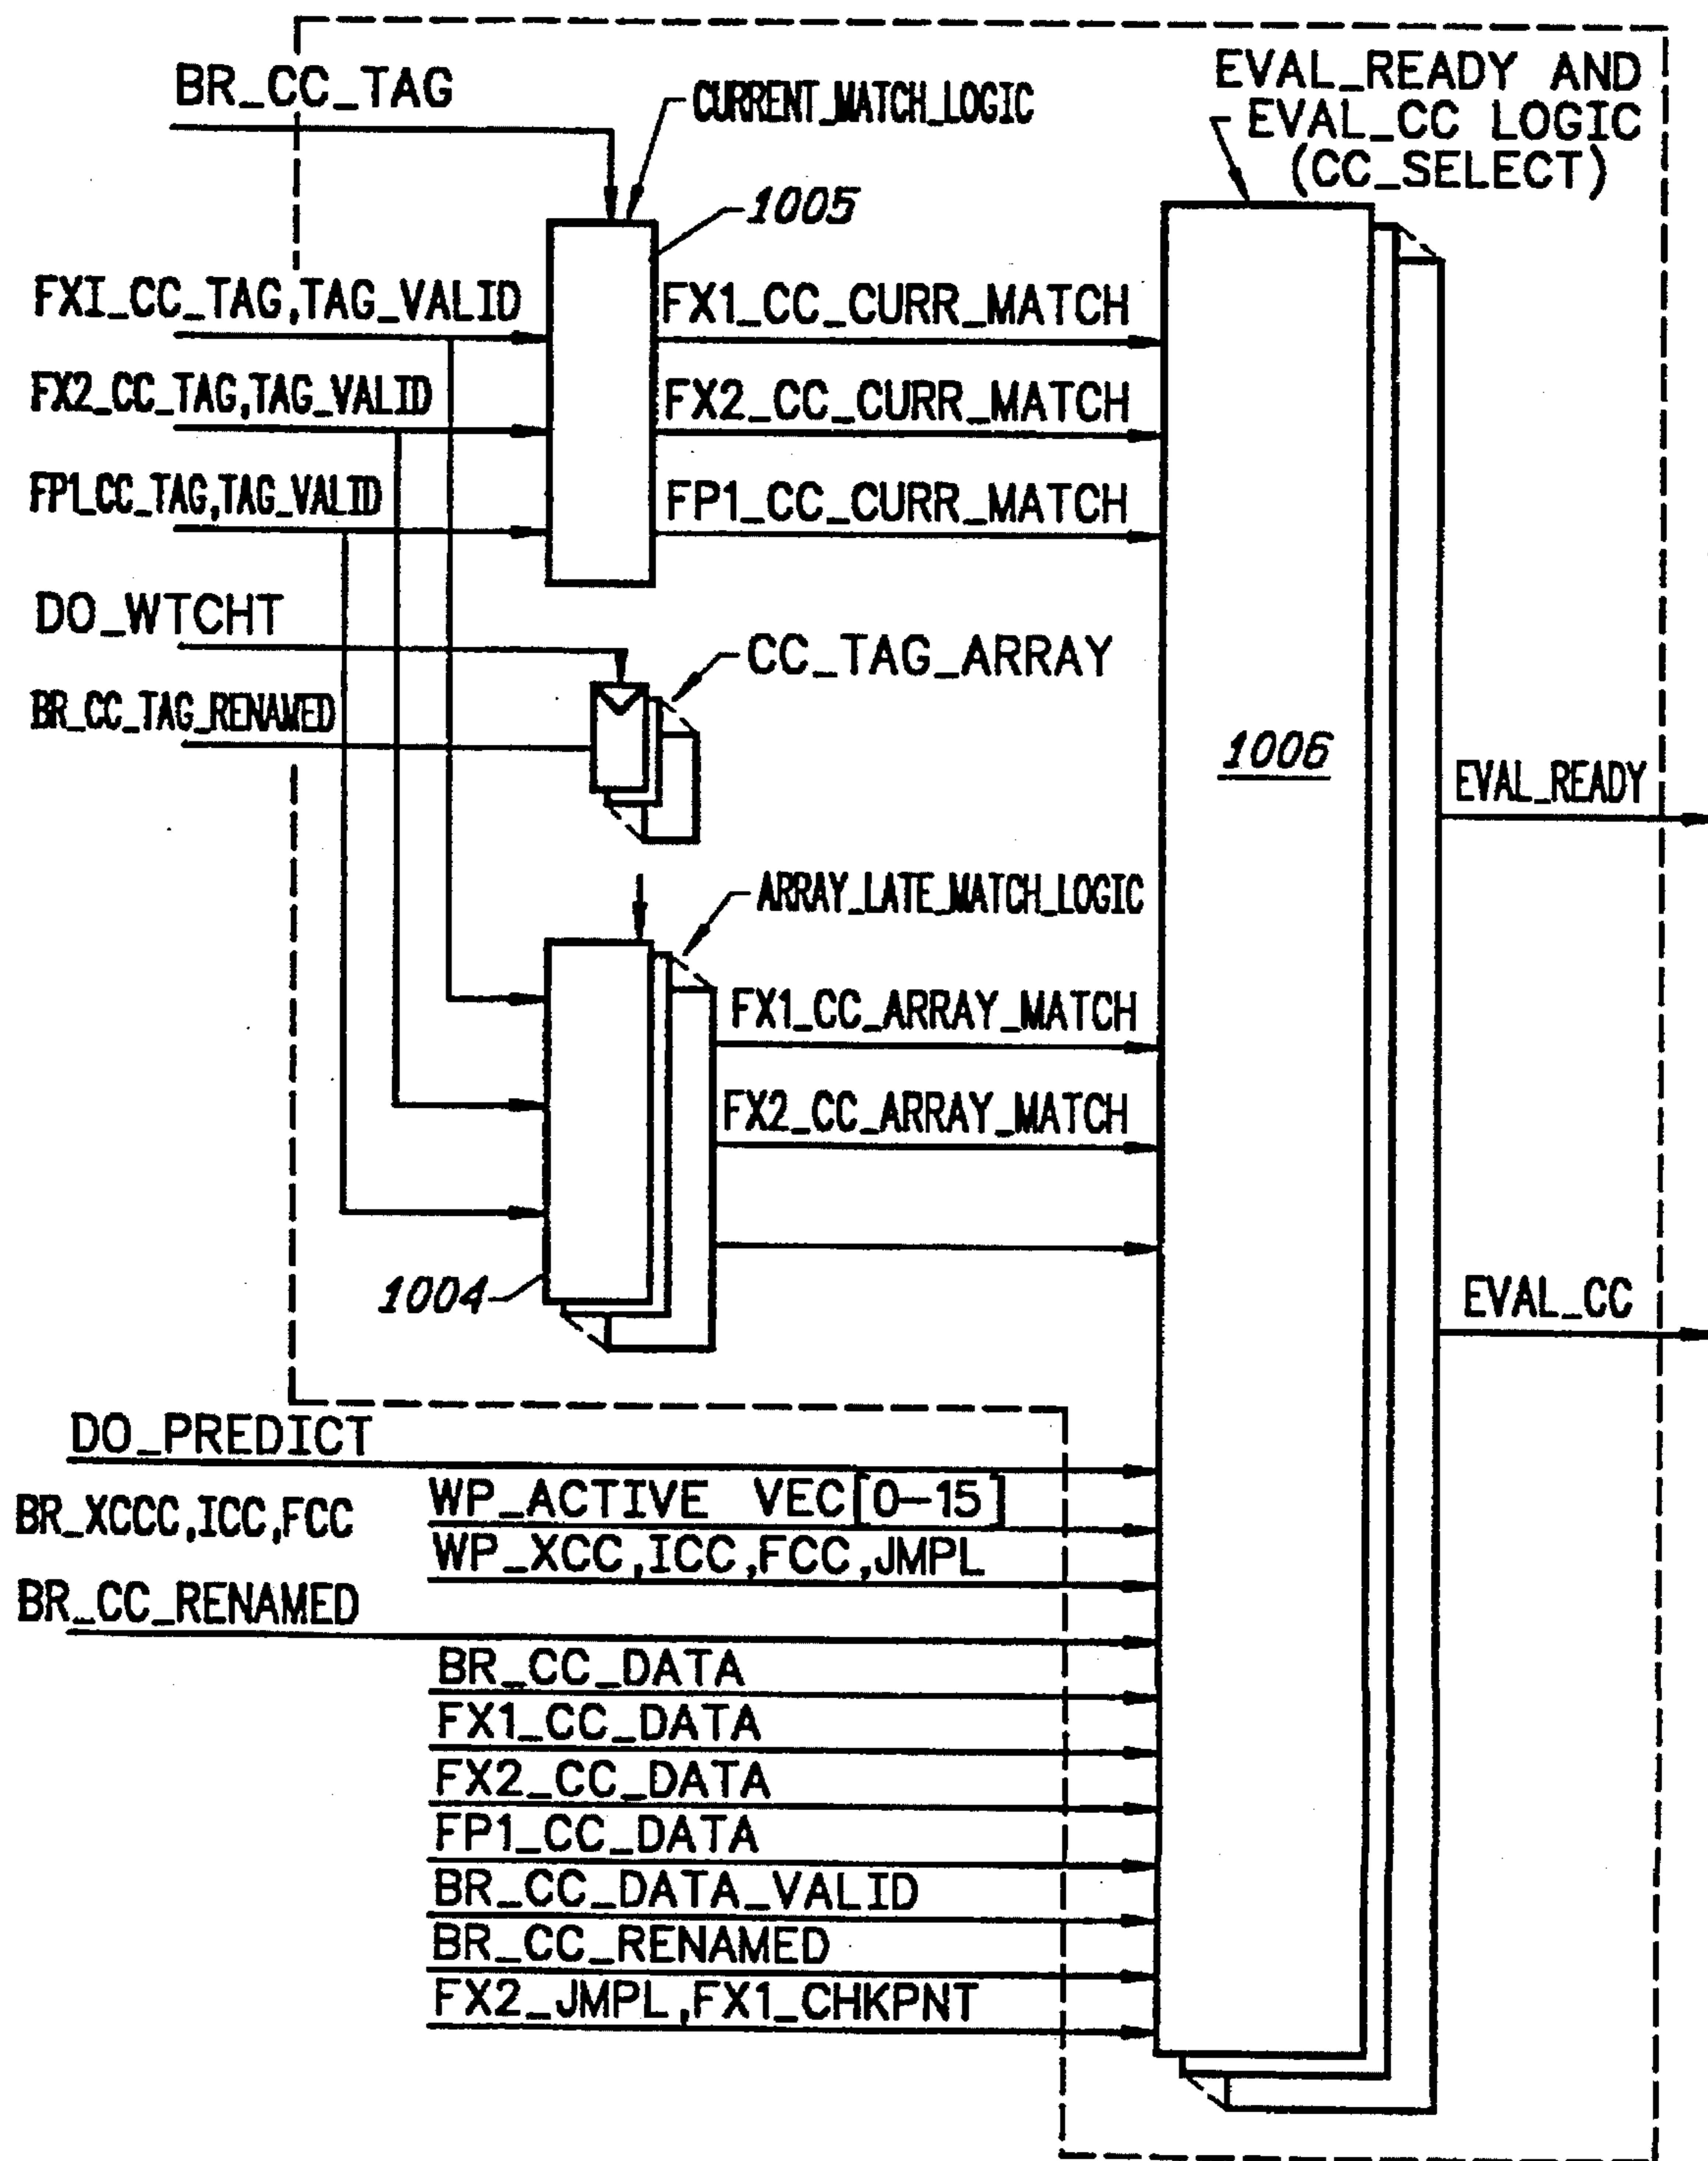 BR_CC_TAG
CURRENT_MATCH_LOGIC
EVAL_READY AND
EVAL_CC LOGIC
(CC_SELECT)
1005
FXI_CC_TAG,TAG_VALID
FX1_CC_CURR_MATCH
FX2_CC_TAG,TAG_VALID
FX2_CC_CURR_MATCH
FP1_CC_TAG,TAG_VALID
FP1_CC_CURR_MATCH
DO_WTCHT
CC_TAG_ARRAY
BR_CC_TAG_RENAMED
1006
EVAL_READY
ARRAY_LATE_MATCH_LOGIC
FX1_CC_ARRAY_MATCH
FX2_CC_ARRAY_MATCH
1004
EVAL_CC
DO_PREDICT
WP_ACTIVE VEC[0-15]
BR_XCCC,ICC,FCC
WP_XCC,ICC,FCC,JMPL
BR_CC_RENAMED
BR_CC_DATA
FX1_CC_DATA
FX2_CC_DATA
FP1_CC_DATA
BR_CC_DATA_VALID
BR_CC_RENAMED
FX2_JMPL,FX1_CHKPNT